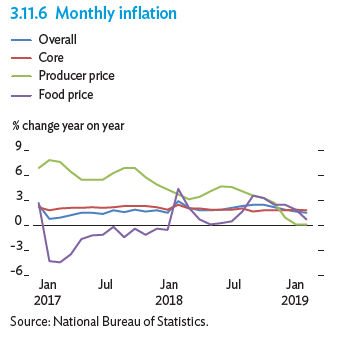 3.11.6 Monthly inflation
Overall
Core
Producer price
Food price
% change year on year
9
6
3
0
-3
-6
Jan Jul Jan Jul Jan
2017 2018 2019
Source: National Bureau of Statistics.